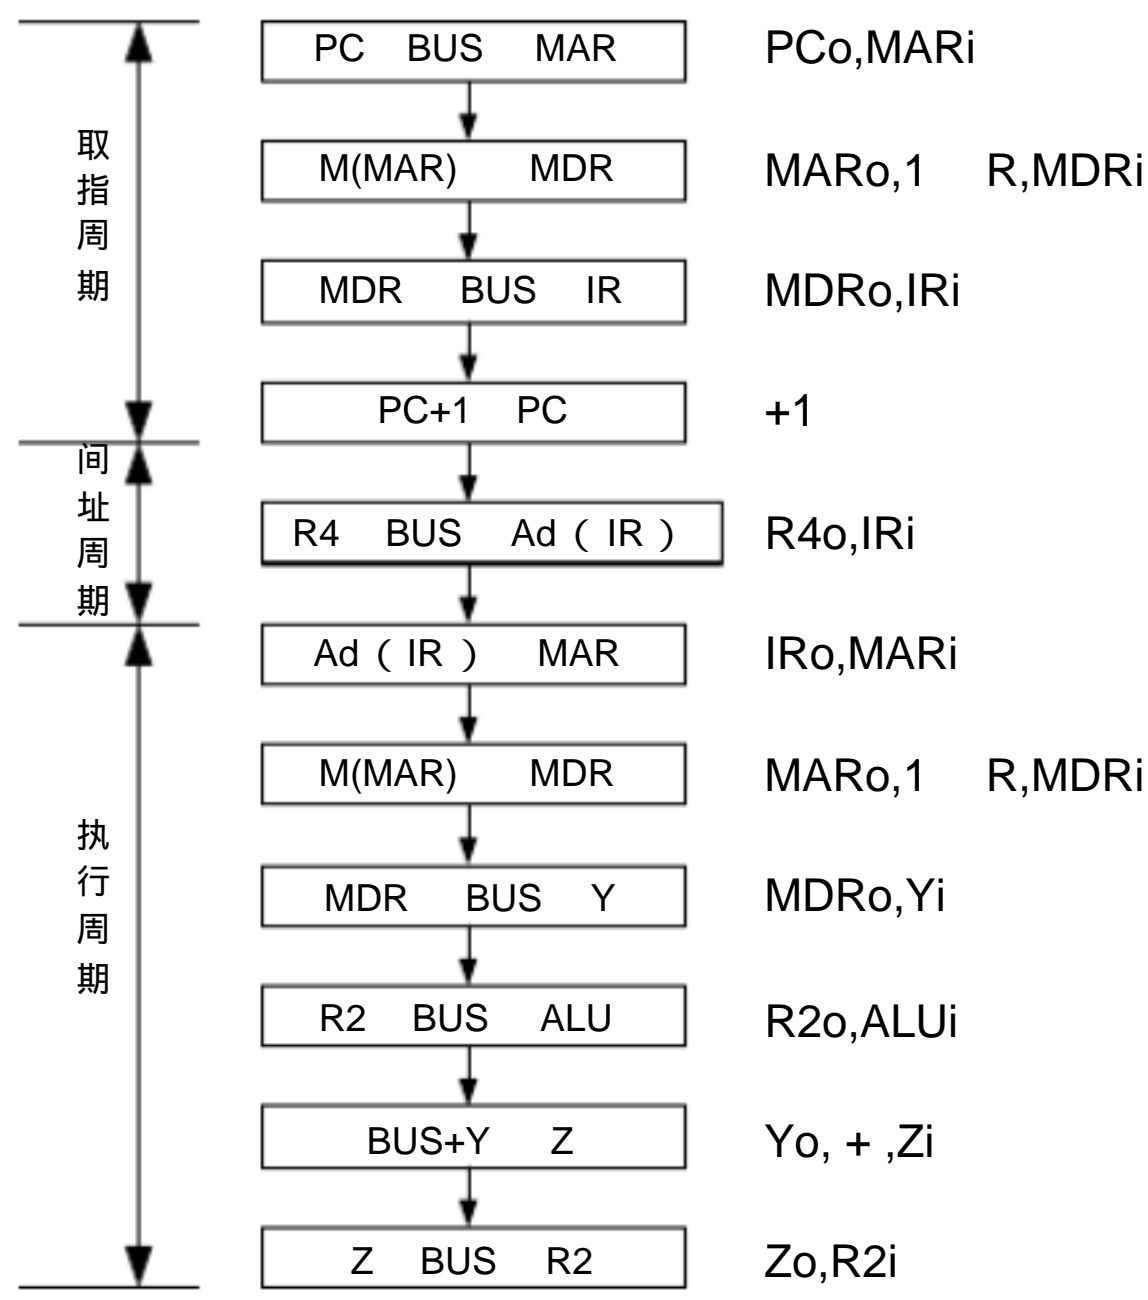 PC BUS MAR PCo,MARi
M(MAR) MDR MARo,1 R,MDRi
MDR BUS IR MDRo,IRi
PC+1 PC +1
取指周期
R4 BUS Ad（IR） R4o,IRi
间址周期
Ad（IR） MAR IRo,MARi
M(MAR) MDR MARo,1 R,MDRi
MDR BUS Y MDRo,Yi
R2 BUS ALU R2o,ALUi
BUS+Y Z Yo, + ,Zi
Z BUS R2 Zo,R2i
执行周期